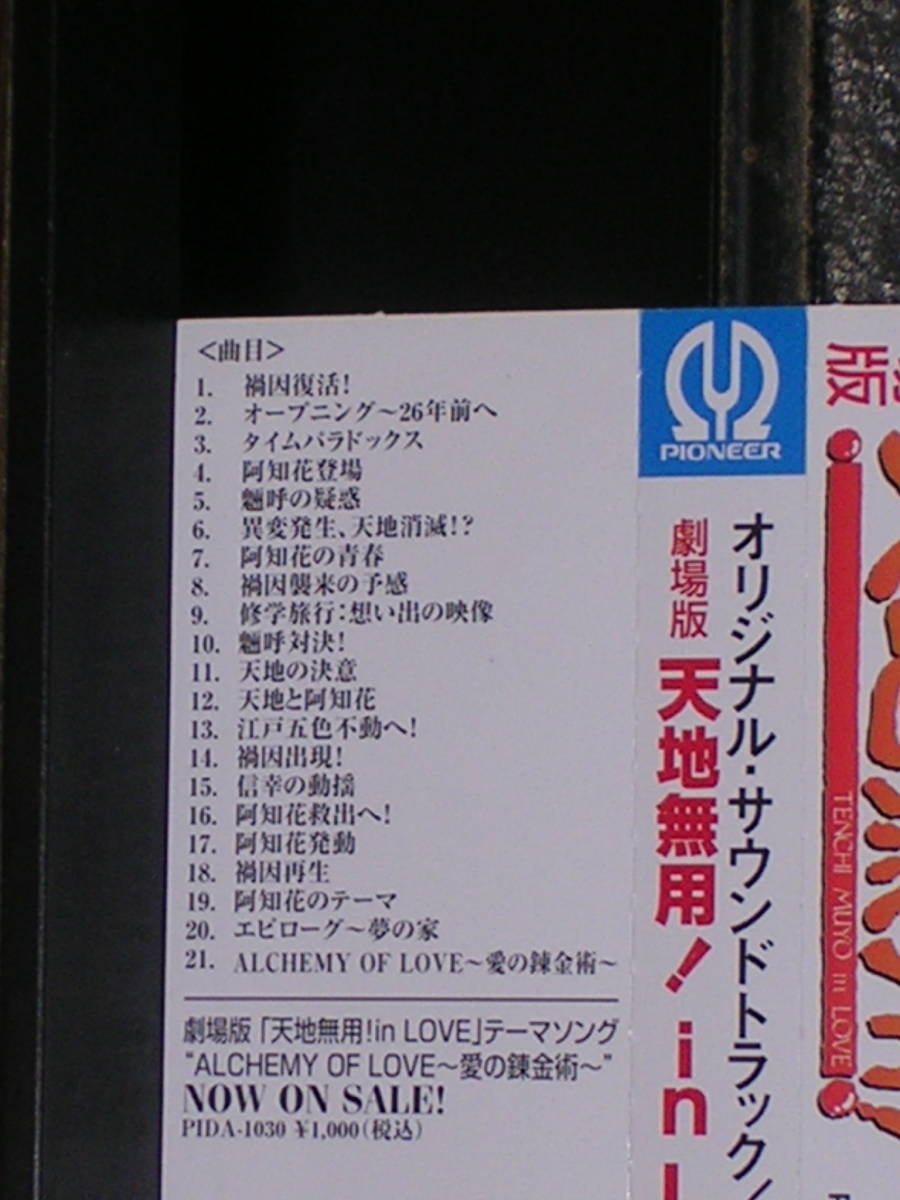 <曲目>
1. 禍因復活!
2. オープニング〜26年前へ
3. タイムパラドックス
4. 阿知花登場
5. 魎呼の疑惑
6. 異変発生、天地消滅!?
7. 阿知花の青春
8. 禍因襲来の予感
9. 修学旅行:想い出の映像
10. 魎呼対決!
11. 天地の決意
12. 天地と阿知花
13. 江戸五色不動へ!
14. 禍因出現!
15. 信幸の動揺
16. 阿知花救出へ!
17. 阿知花発動
18. 禍因再生
19. 阿知花のテーマ
20. エピローグ〜夢の家
21. ALCHEMY OF LOVE〜愛の錬金術〜
劇場版「天地無用!in LOVE」テーマソング
"ALCHEMY OF LOVE〜愛の錬金術〜"
NOW ON SALE!
PIDA-1030 ¥1,000(税込)
PIONEER
オリジナル・サウンドトラック/
劇場版 天地無用! in L
版
TENCHI MUYO in LOVE